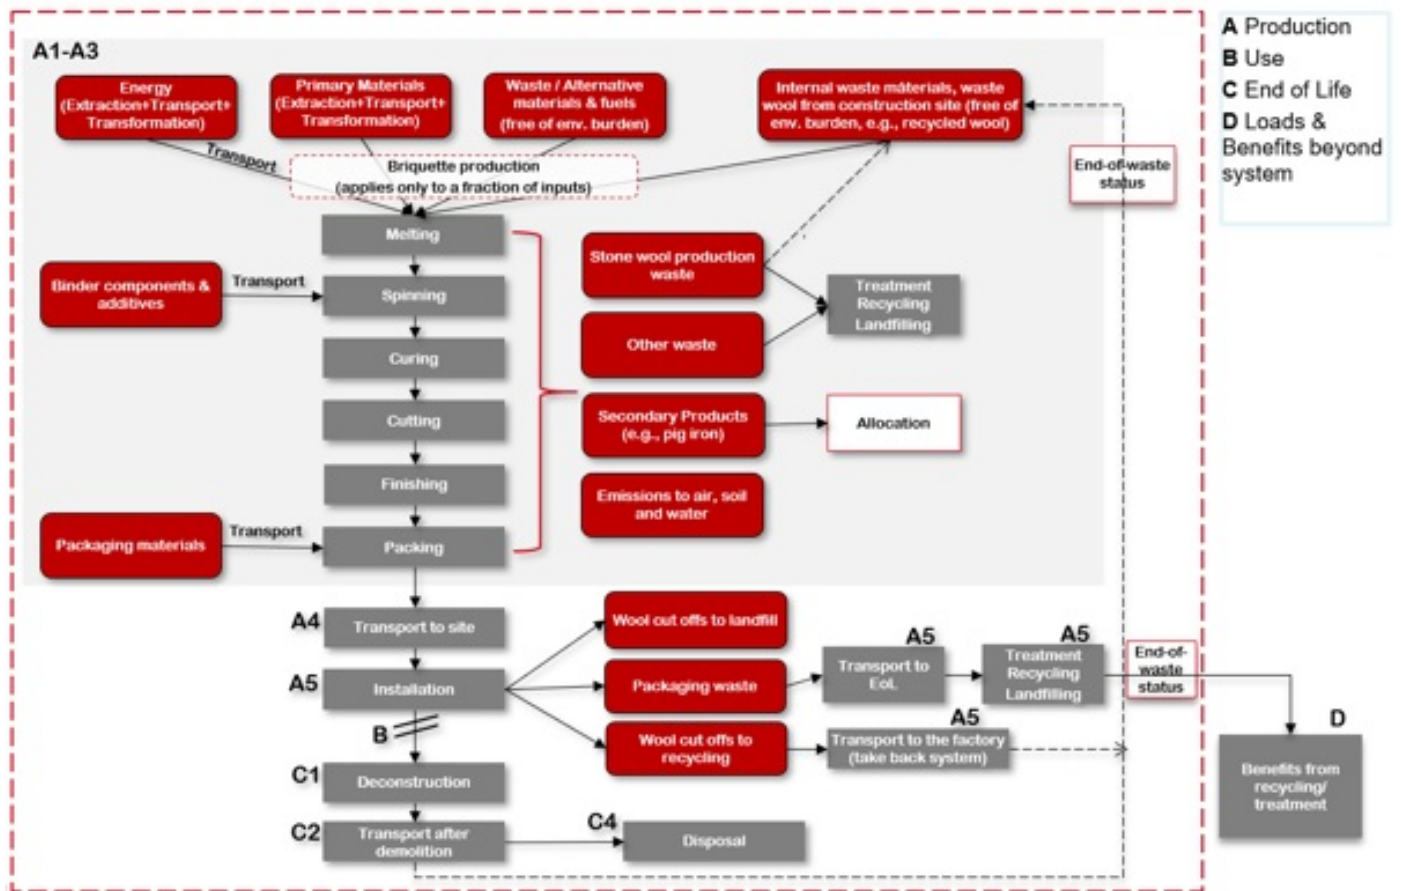 A1-A3
Energy
(Extraction+Transport+
Transformation)
Primary Materials
(Extraction+Transport+
Transformation)
Waste / Alternative
materials & fuels
(free of env. burden)
Internal waste materials, waste
wool from construction site (free of
env. burden, e.g., recycled wool)
A Production
B Use
C End of Life
D Loads &
Benefits beyond
system
Transport
Briquette production
(applies only to a fraction of inputs)
End-of-waste
status
Melting
Binder components &
additives
Transport
Spinning
Curing
Cutting
Finishing
Packaging materials
Transport
Packing
Stone wool production
waste
Other waste
Treatment
Recycling
Landfilling
Secondary Products
(e.g., pig iron)
Allocation
Emissions to air, soil
and water
A4
Transport to site
A5
Installation
B
C1
Deconstruction
C2
Transport after
demolition
C4
Disposal
Wool cut offs to landfill
Packaging waste
A5
Transport to
EoL
A5
Treatment
Recycling
Landfilling
Wool cut offs to
recycling
A5
Transport to the factory
(take back system)
End-of-
waste
status
D
Benefits from
recycling/
treatment